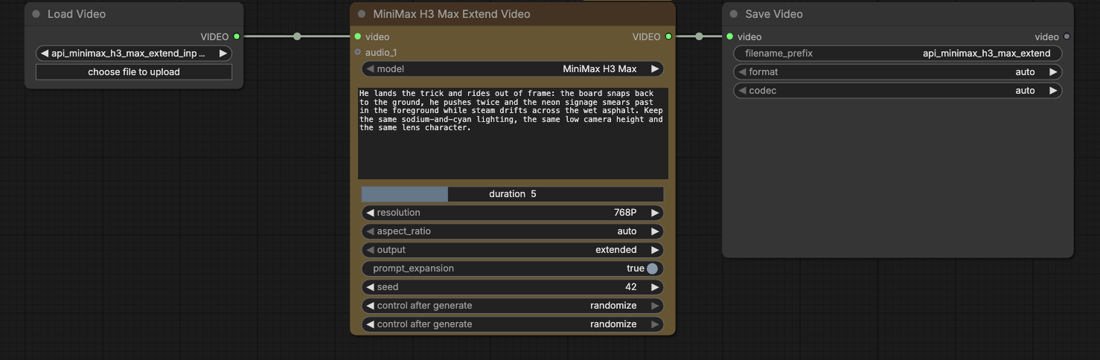 Load Video
VIDEO
api_minimax_h3_max_extend_inp ...
choose file to upload
MiniMax H3 Max Extend Video
video
VIDEO
audio_1
model
MiniMax H3 Max
He lands the trick and rides out of frame: the board snaps back
to the ground, he pushes twice and the neon signage smears past
in the foreground while steam drifts across the wet asphalt. Keep
the same sodium-and-cyan lighting, the same low camera height and
the same lens character.
duration 5
resolution
768P
aspect_ratio
auto
output
extended
prompt_expansion
true
seed
42
control after generate
randomize
control after generate
randomize
Save Video
video
video
filename_prefix
api_minimax_h3_max_extend
format
auto
codec
auto